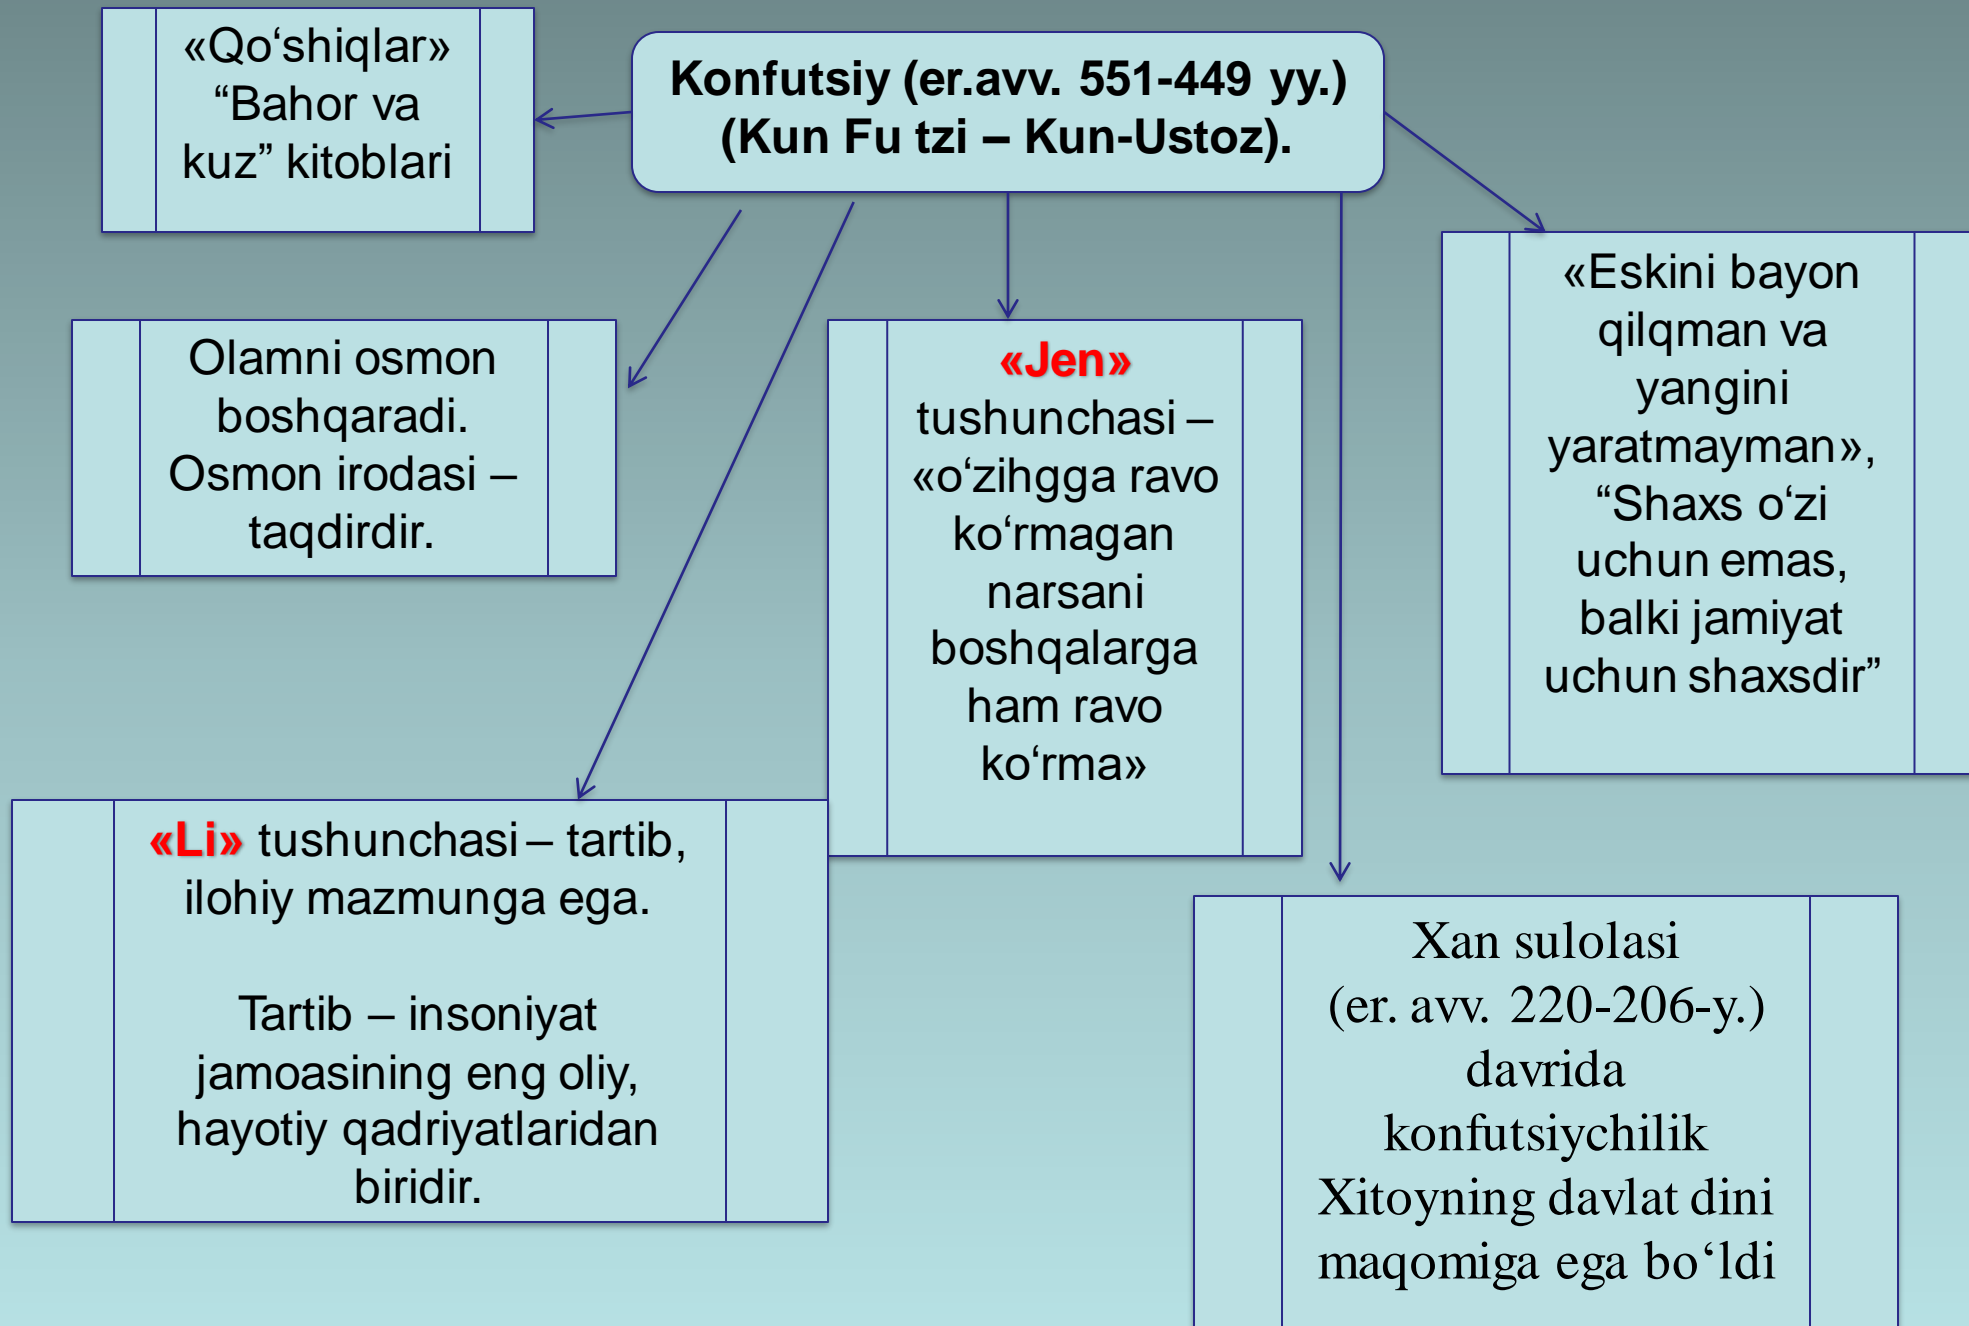 «Qo‘shiqlar»
“Bahor va
kuz” kitoblari
Konfutsiy (er.avv. 551-449 yy.)
(Kun Fu tzi – Kun-Ustoz).
Olamni osmon
boshqaradi.
Osmon irodasi –
taqdirdir.
«Jen»
tushunchasi –
«o‘zihgga ravo
ko‘rmagan
narsani
boshqalarga
ham ravo
ko‘rma»
«Eskini bayon
qilqman va
yangini
yaratmayman»,
“Shaxs o‘zi
uchun emas,
balki jamiyat
uchun shaxsdir”
«Li» tushunchasi – tartib,
ilohiy mazmunga ega.
Tartib – insoniyat
jamoasining eng oliy,
hayotiy qadriyatlaridan
biridir.
Xan sulolasi
(er. avv. 220-206-y.)
davrida
konfutsiychilik
Xitoyning davlat dini
maqomiga ega bo‘ldi